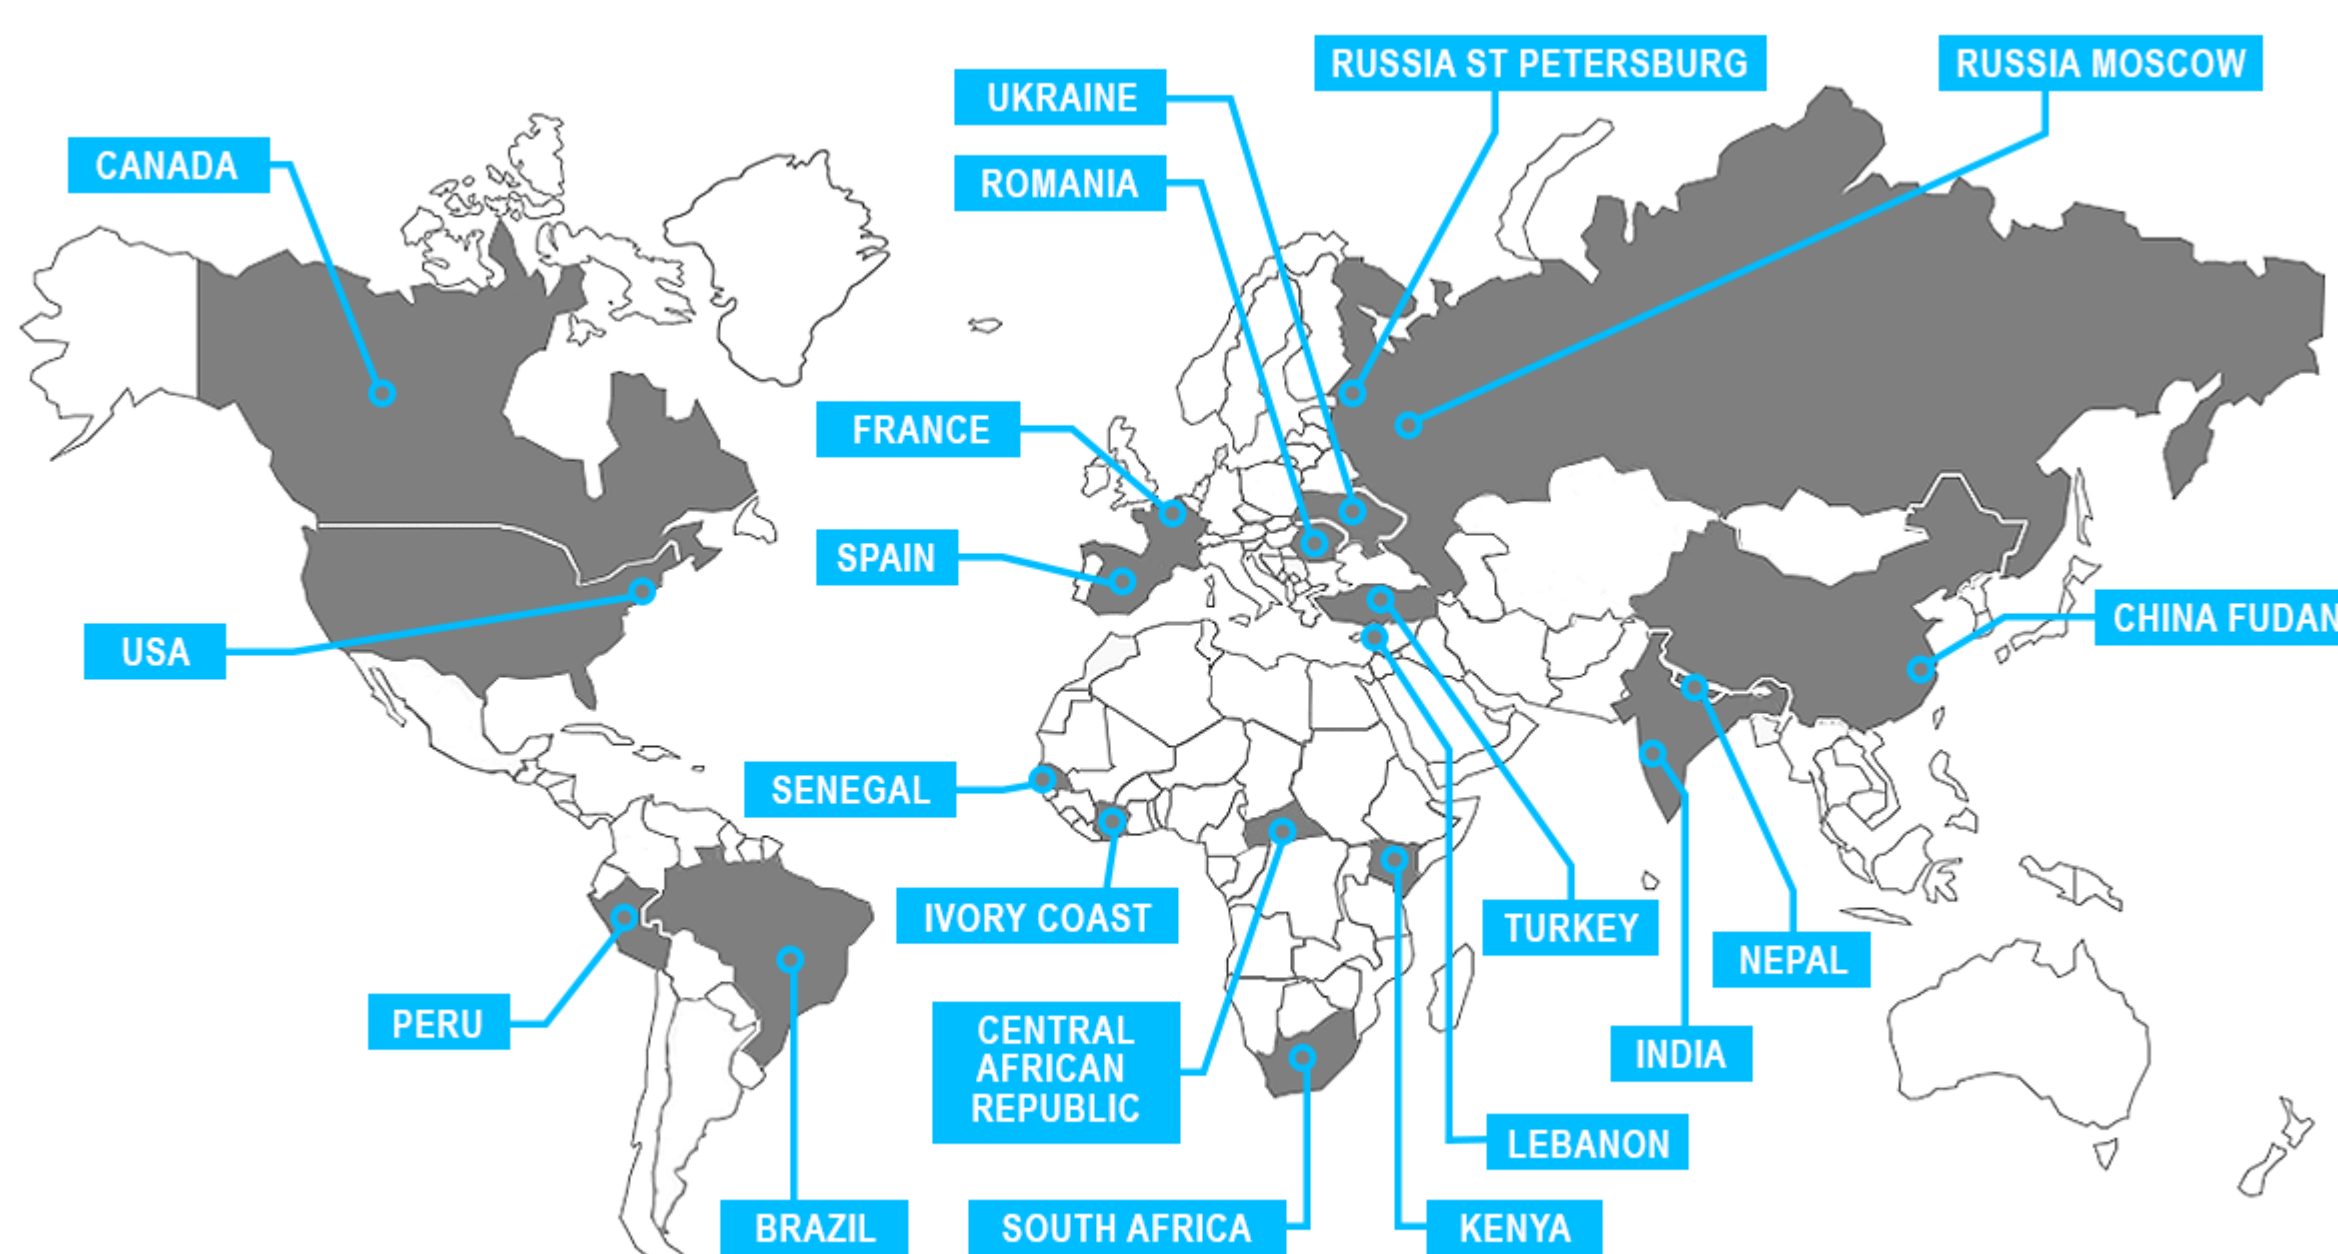 RUSSIA ST PETERSBURG
RUSSIA MOSCOW
UKRAINE
CANADA
ROMANIA
FRANCE
SPAIN
CHINA FUDAN
USA
SENEGAL
IVORY COAST
TURKEY
NEPAL
PERU
CENTRAL
AFRICAN
REPUBLIC
INDIA
LEBANON
BRAZIL
SOUTH AFRICA
KENYA